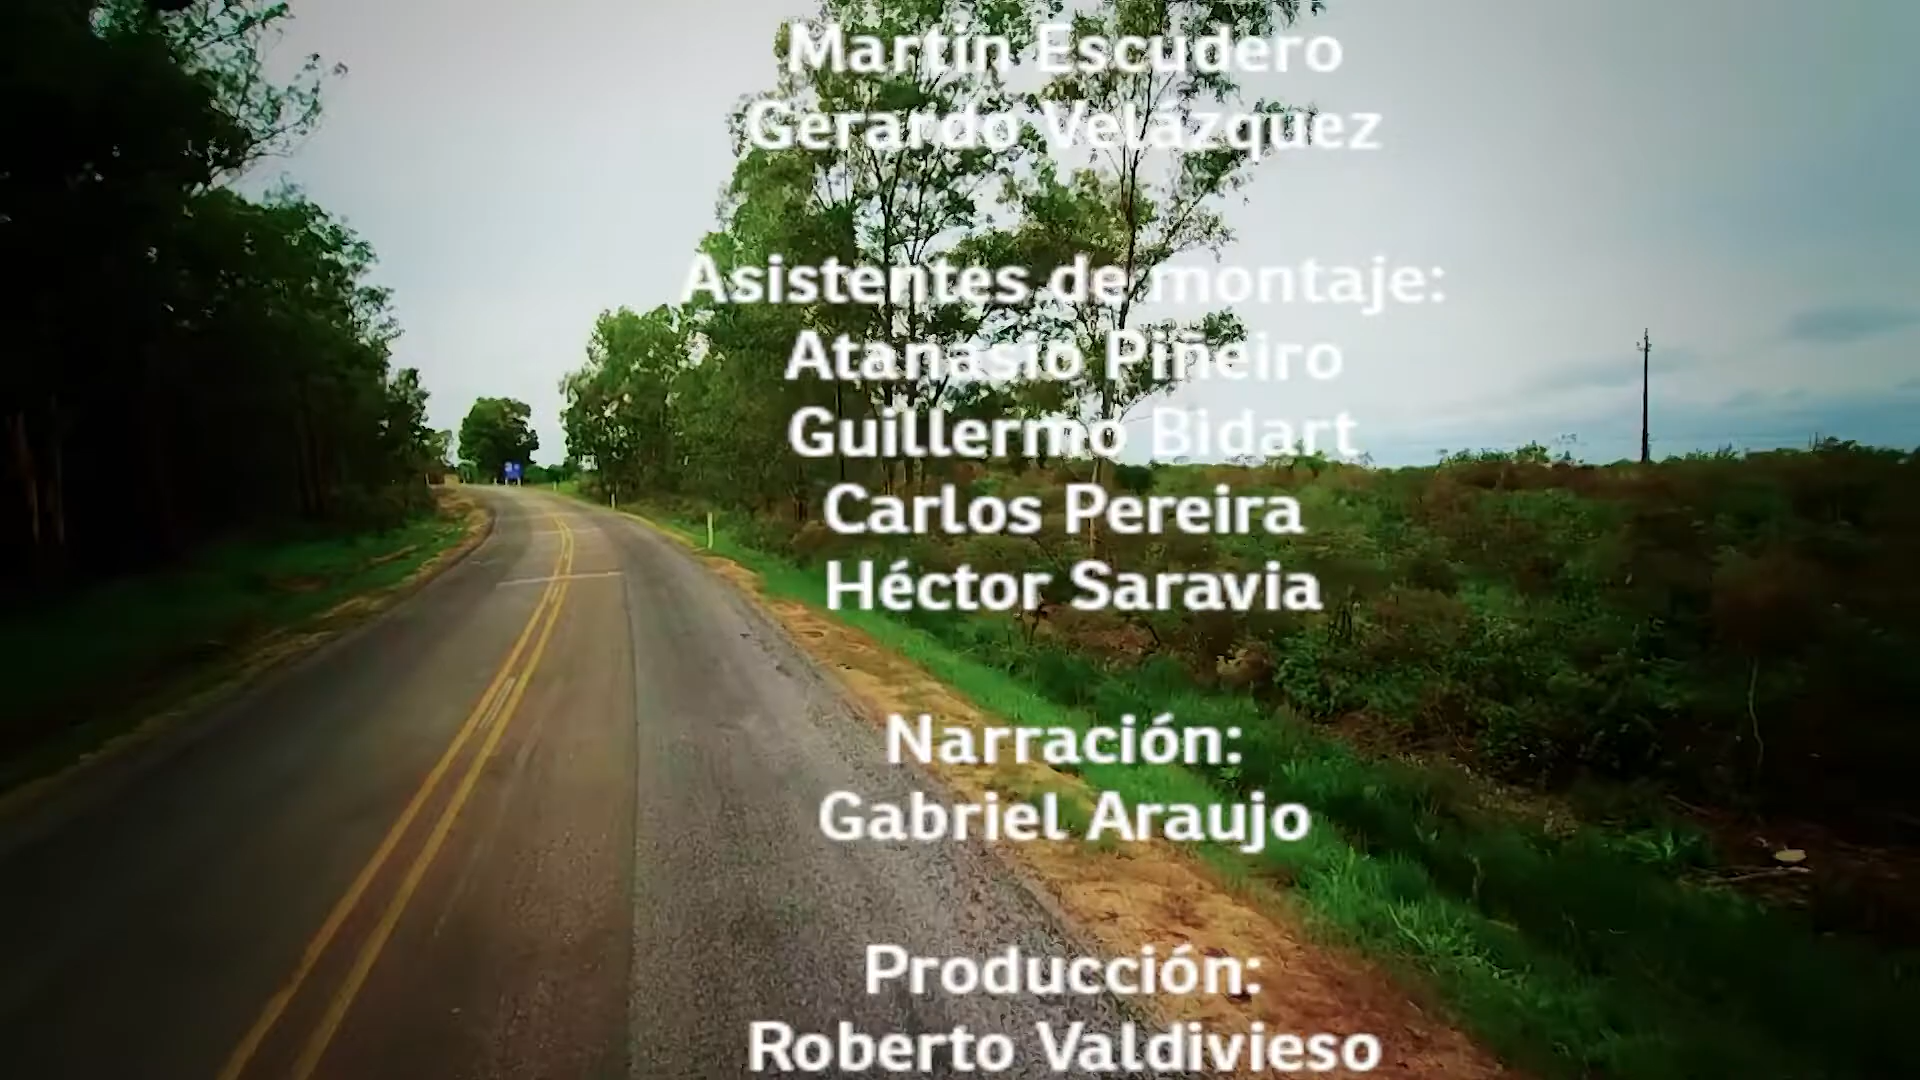 Martin Escudero
Gerardo Velázquez
Asistentes de montaje:
Atanasio Piñeiro
Guillermo Bidart
Carlos Pereira
Héctor Saravia
Narración:
Gabriel Araujo
Producción:
Roberto Valdivieso